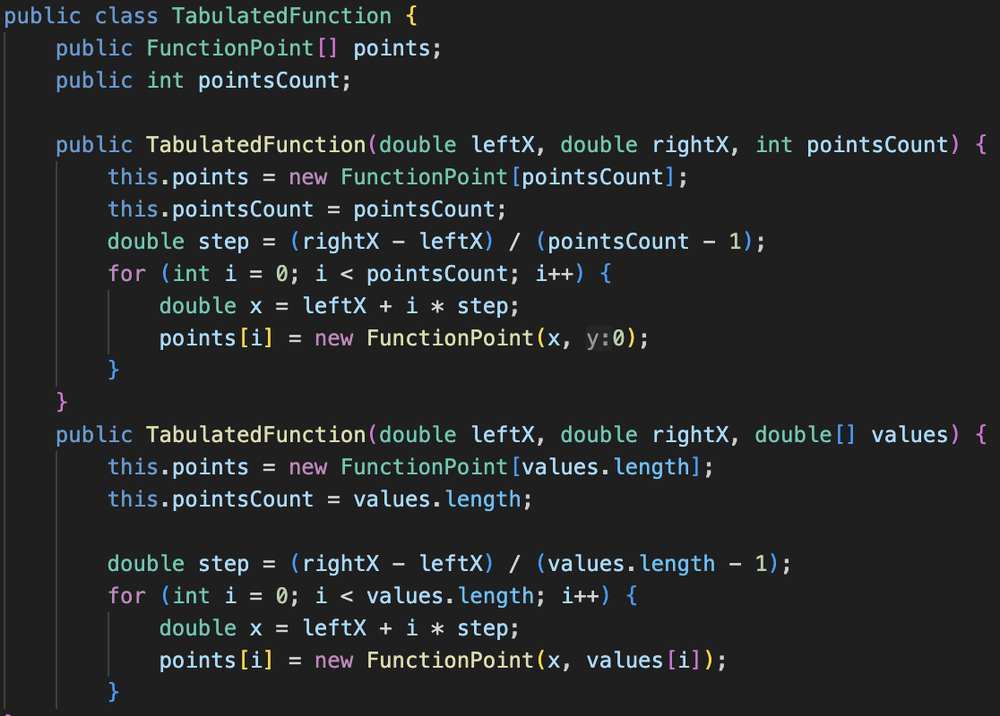 public class TabulatedFunction {
    public FunctionPoint[] points;
    public int pointsCount;

    public TabulatedFunction(double leftX, double rightX, int pointsCount) {
        this.points = new FunctionPoint[pointsCount];
        this.pointsCount = pointsCount;
        double step = (rightX - leftX) / (pointsCount - 1);
        for (int i = 0; i < pointsCount; i++) {
            double x = leftX + i * step;
            points[i] = new FunctionPoint(x, y:0);
        }
    }
    public TabulatedFunction(double leftX, double rightX, double[] values) {
        this.points = new FunctionPoint[values.length];
        this.pointsCount = values.length;

        double step = (rightX - leftX) / (values.length - 1);
        for (int i = 0; i < values.length; i++) {
            double x = leftX + i * step;
            points[i] = new FunctionPoint(x, values[i]);
        }